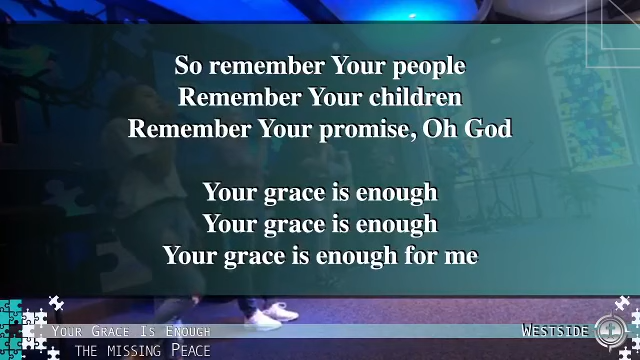 So remember Your people
Remember Your children
Remember Your promise, Oh God
Your grace is enough
Your grace is enough
Your grace is enough for me
Your Grace Is Enough
the missing Peace
Westside